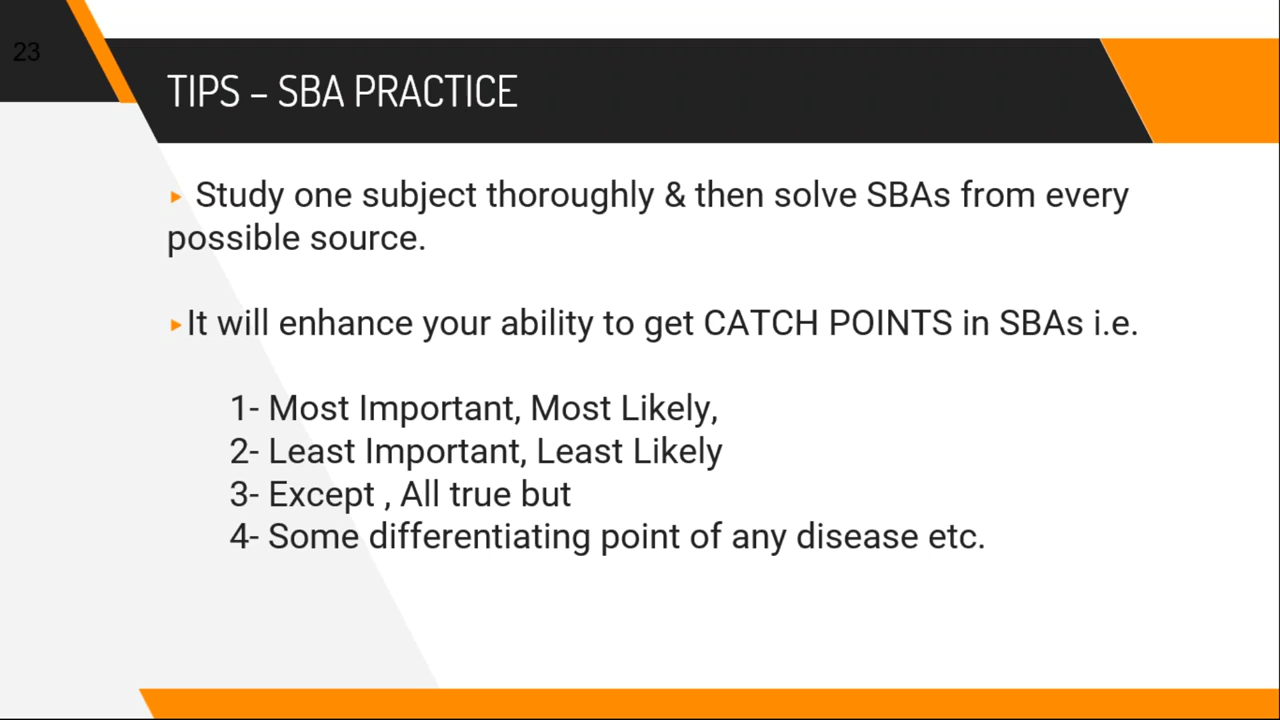 23
TIPS – SBA PRACTICE
▸ Study one subject thoroughly & then solve SBAs from every
possible source.
▸It will enhance your ability to get CATCH POINTS in SBAs i.e.
1- Most Important, Most Likely,
2- Least Important, Least Likely
3- Except , All true but
4- Some differentiating point of any disease etc.